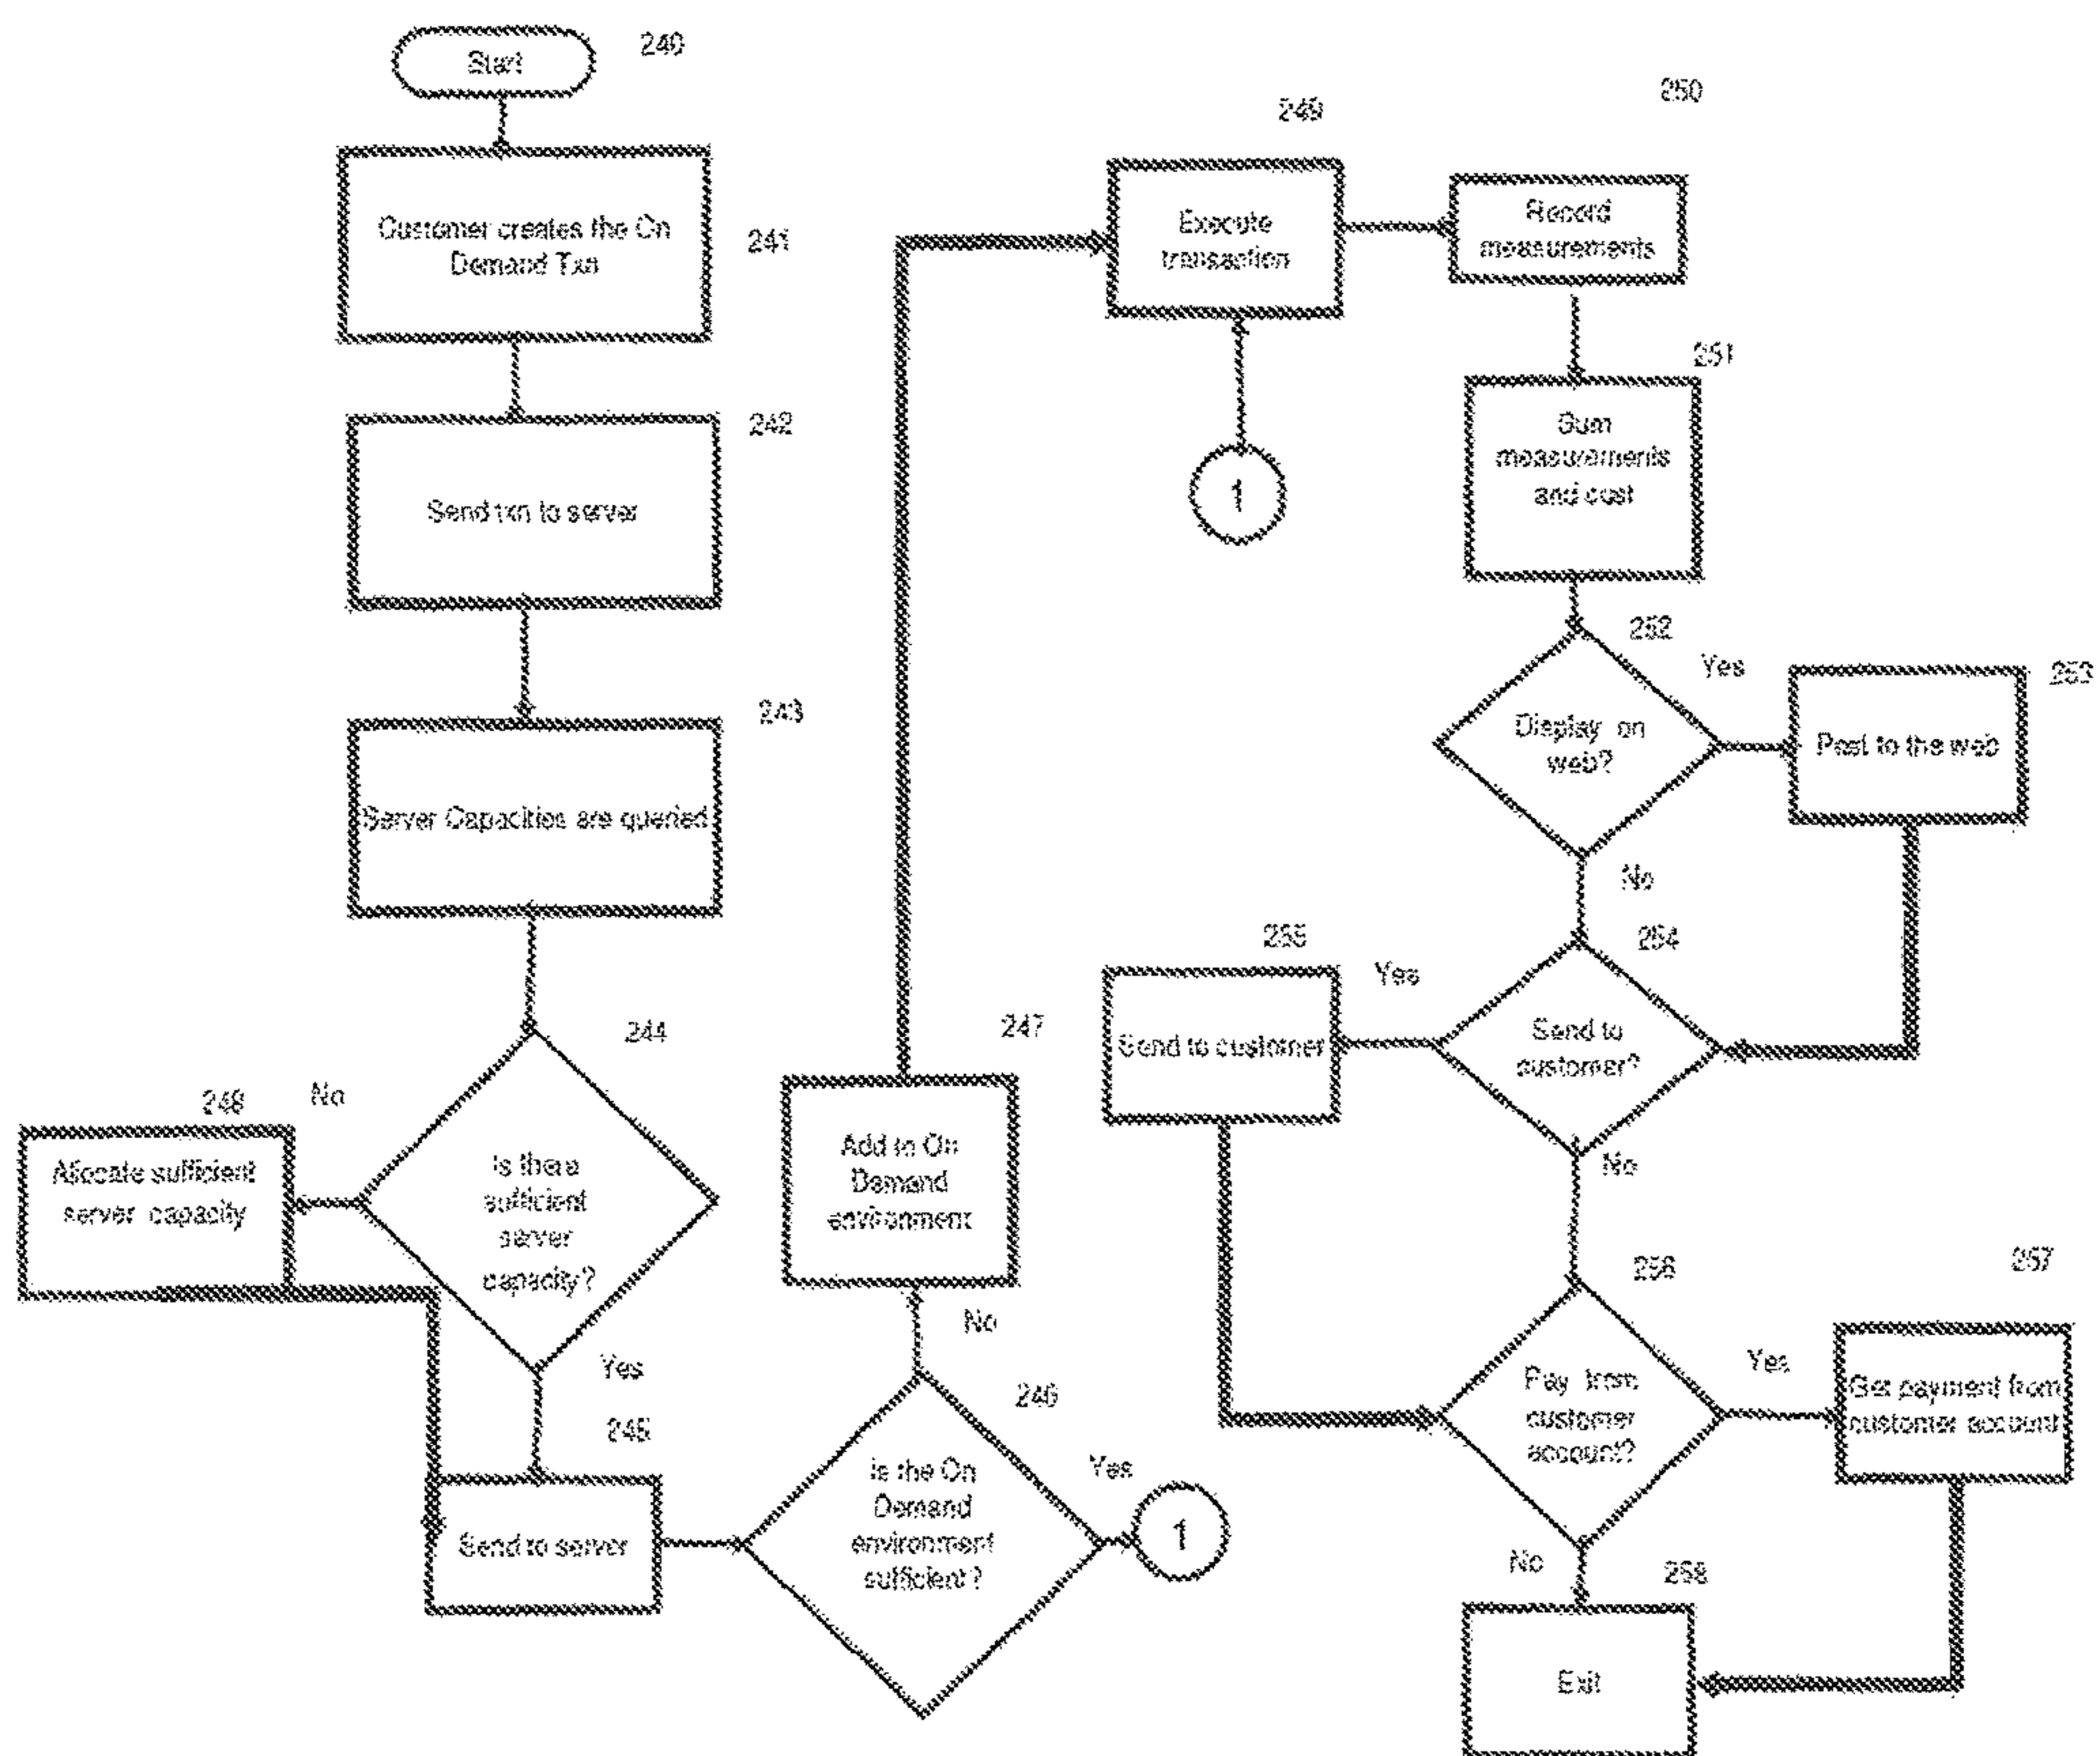 Start
240
Customer creates the On
Demand Txn
241
Send txn to server
242
Server Capacities are queried
243
Is there
sufficient
server
capacity?
244
No
248
Allocate sufficient
server capacity
Yes
245
Send to server
Is the On
Demand
environment
sufficient?
246
Yes
1
No
247
Add to On
Demand
environment
249
Execute
transaction
1
250
Record
measurements
251
Sum
measurements
and cost
252
Display on
web?
Yes
253
Post to the web
No
254
Send to
customer?
Yes
255
Send to customer
No
256
Pay from
customer
account?
Yes
257
Get payment from
customer account
No
258
Exit